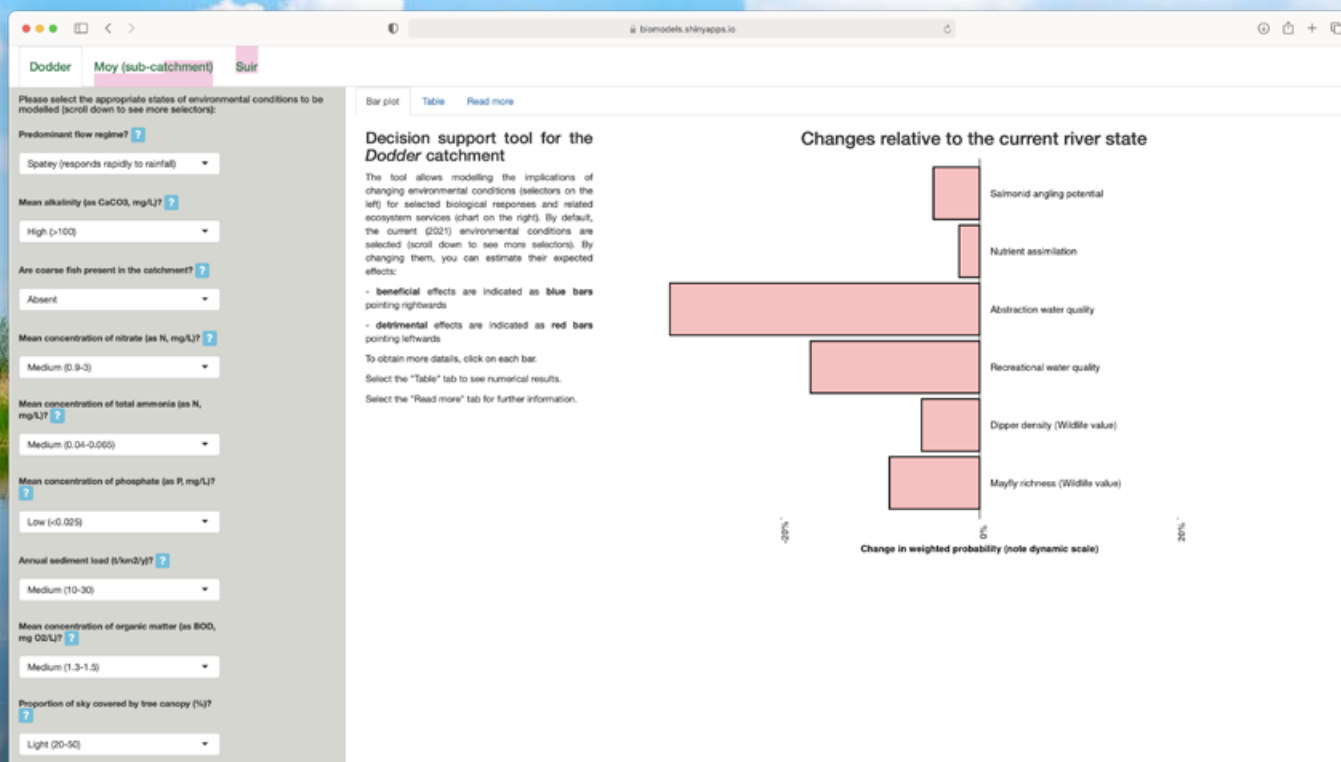 biomodels.shinyapps.io
Dodder
Moy (sub-catchment)
Suir
Please select the appropriate states of environmental conditions to be
modelled (scroll down to see more selectors):
Predominant flow regime? ?
Spatey (responds rapidly to rainfall)
Mean alkalinity (as CaCO3, mg/L)? ?
High (>100)
Are coarse fish present in the catchment? ?
Absent
Mean concentration of nitrate (as N, mg/L)? ?
Medium (0.9-3)
Mean concentration of total ammonia (as N,
mg/L)? ?
Medium (0.04-0.065)
Mean concentration of phosphate (as P, mg/L)?
?
Low (<0.025)
Annual sediment load (t/km2/y)? ?
Medium (10-30)
Mean concentration of organic matter (as BOD,
mg O2/L)? ?
Medium (1.3-1.5)
Proportion of sky covered by tree canopy (%)?
?
Light (20-50)
Bar plot
Table
Read more
Decision support tool for the
Dodder catchment
The tool allows modelling the implications of
changing environmental conditions (selectors on the
left) for selected biological responses and related
ecosystem services (chart on the right). By default,
the current (2021) environmental conditions are
selected (scroll down to see more selectors). By
changing them, you can estimate their expected
effects:
- beneficial effects are indicated as blue bars
pointing rightwards
- detrimental effects are indicated as red bars
pointing leftwards
To obtain more datails, click on each bar.
Select the "Table" tab to see numerical results.
Select the "Read more" tab for further information.
Changes relative to the current river state
Salmonid angling potential
Nutrient assimilation
Abstraction water quality
Recreational water quality
Dipper density (Wildlife value)
Mayfly richness (Wildlife value)
-20%
0%
20%
Change in weighted probability (note dynamic scale)